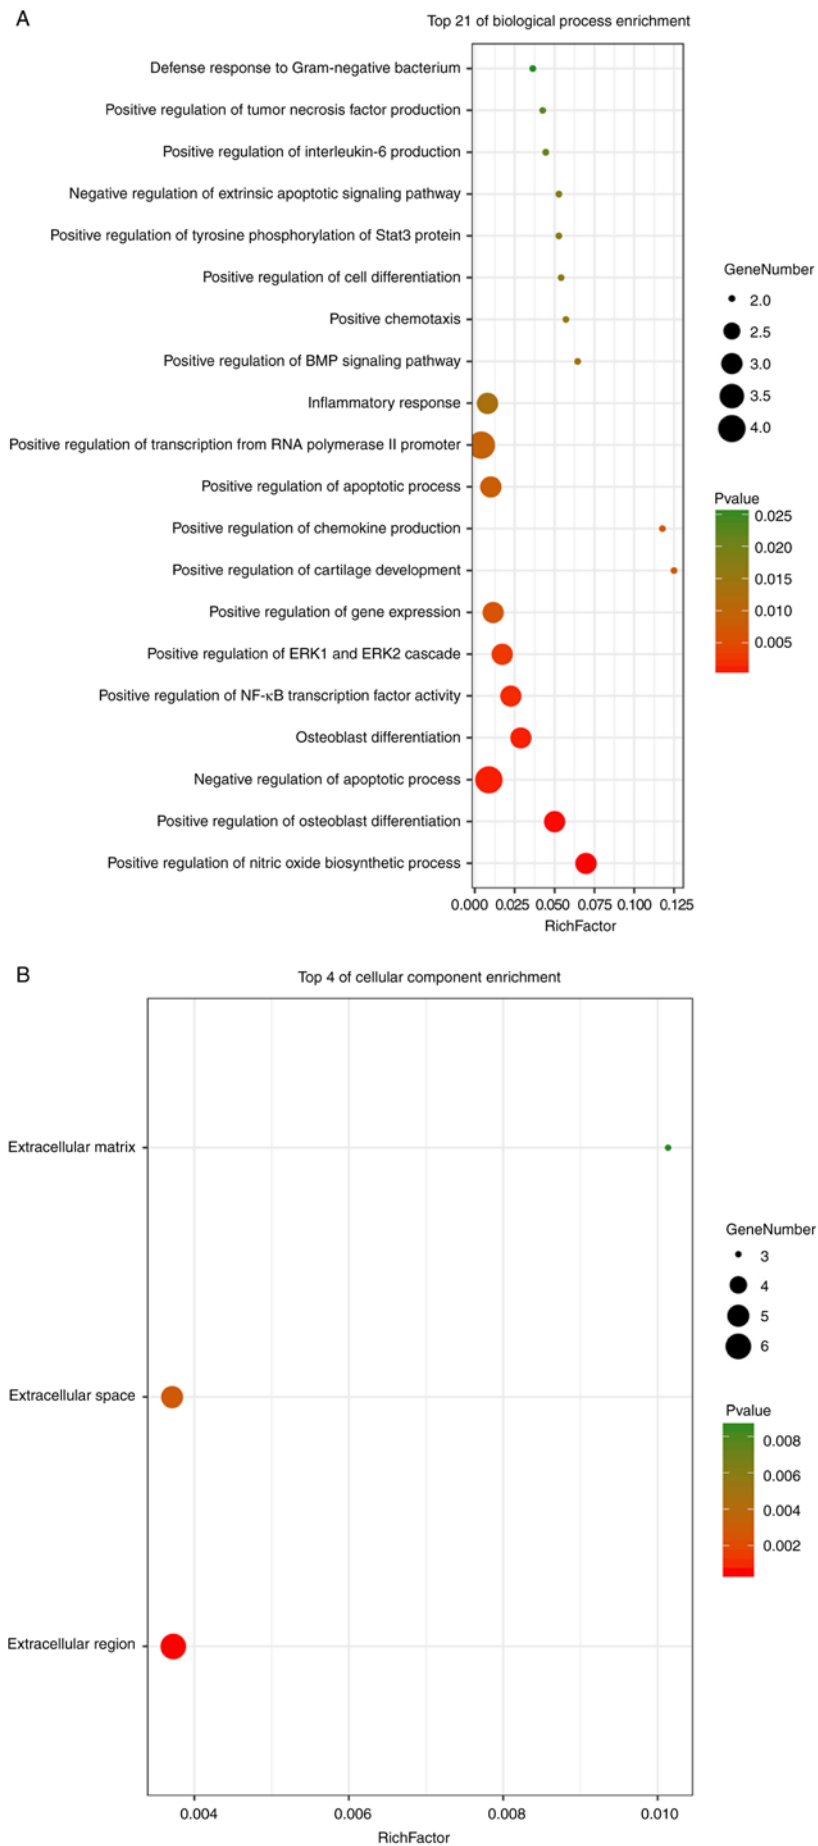 A
Top 21 of biological process enrichment
Defense response to Gram-negative bacterium
Positive regulation of tumor necrosis factor production
Positive regulation of interleukin-6 production
Negative regulation of extrinsic apoptotic signaling pathway
Positive regulation of tyrosine phosphorylation of Stat3 protein
Positive regulation of cell differentiation
Positive chemotaxis
Positive regulation of BMP signaling pathway
Inflammatory response
Positive regulation of transcription from RNA polymerase II promoter
Positive regulation of apoptotic process
Positive regulation of chemokine production
Positive regulation of cartilage development
Positive regulation of gene expression
Positive regulation of ERK1 and ERK2 cascade
Positive regulation of NF-κB transcription factor activity
Osteoblast differentiation
Negative regulation of apoptotic process
Positive regulation of osteoblast differentiation
Positive regulation of nitric oxide biosynthetic process
0.000 0.025 0.050 0.075 0.100 0.125
RichFactor
GeneNumber
2.0
2.5
3.0
3.5
4.0
Pvalue
0.025
0.020
0.015
0.010
0.005
B
Top 4 of cellular component enrichment
Extracellular matrix
Extracellular space
Extracellular region
0.004 0.006 0.008 0.010
RichFactor
GeneNumber
3
4
5
6
Pvalue
0.008
0.006
0.004
0.002